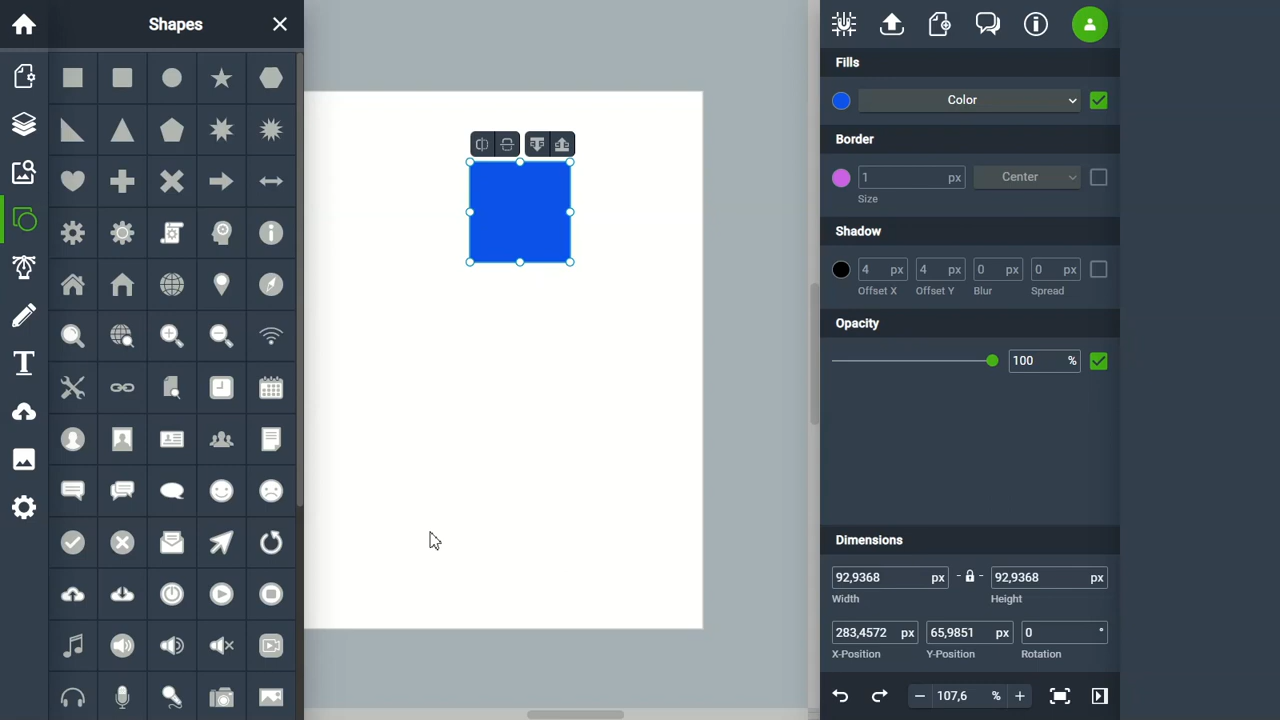 Shapes
Fills
Color
Border
1 px Center
Size
Shadow
4 px 4 px 0 px 0 px
Offset X Offset Y Blur Spread
Opacity
100 %
Dimensions
92,9368 px 92,9368 px
Width Height
283,4572 px 65,9851 px 0 °
X-Position Y-Position Rotation
107,6 %